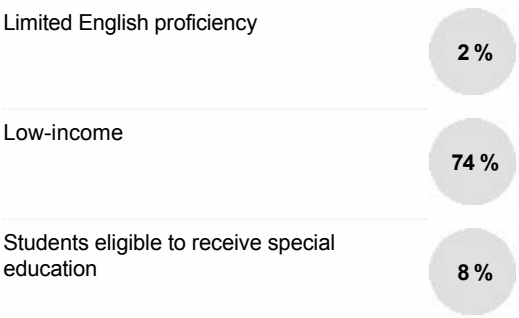 Limited English proficiency
2 %
Low-income
74 %
Students eligible to receive special
education
8 %